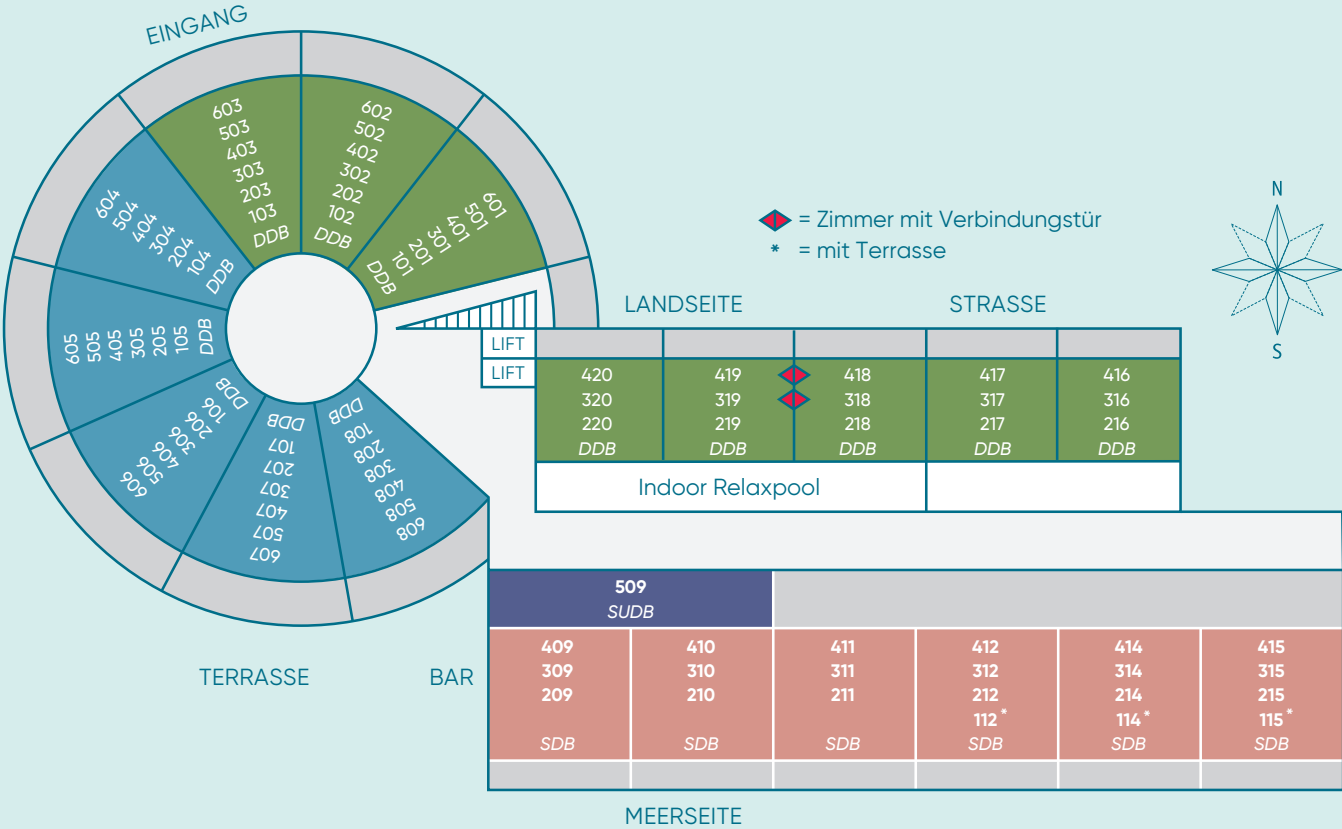 EINGANG
603
503
403
303
203
103
DDB
602
502
402
302
202
102
DDB
601
501
401
301
201
101
DDB
604
504
404
304
204
104
DDB
605
505
405
305
205
105
DDB
DDB
106
206
306
406
506
606
DDB
107
207
307
407
507
607
DDB
108
208
308
408
508
608
= Zimmer mit Verbindungstür
* = mit Terrasse
N
S
LANDSEITE STRASSE
LIFT
LIFT
420 419 418 417 416
320 319 318 317 316
220 219 218 217 216
DDB DDB DDB DDB DDB
Indoor Relaxpool
509
SUDB
409 410 411 412 414 415
309 310 311 312 314 315
209 210 211 212 214 215
112* 114* 115*
SDB SDB SDB SDB SDB SDB
TERRASSE BAR
MEERSEITE